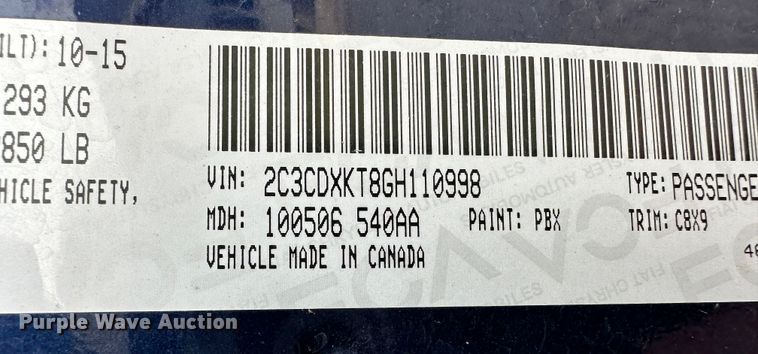 ILT): 10-15
293 KG
850 LB
HICLE SAFETY,
VIN: 2C3CDXKT8GH110998 TYPE: PASSENGE
MDH: 100506 540AA PAINT: PBX TRIM: C8X9
VEHICLE MADE IN CANADA 48
Purple Wave Auction